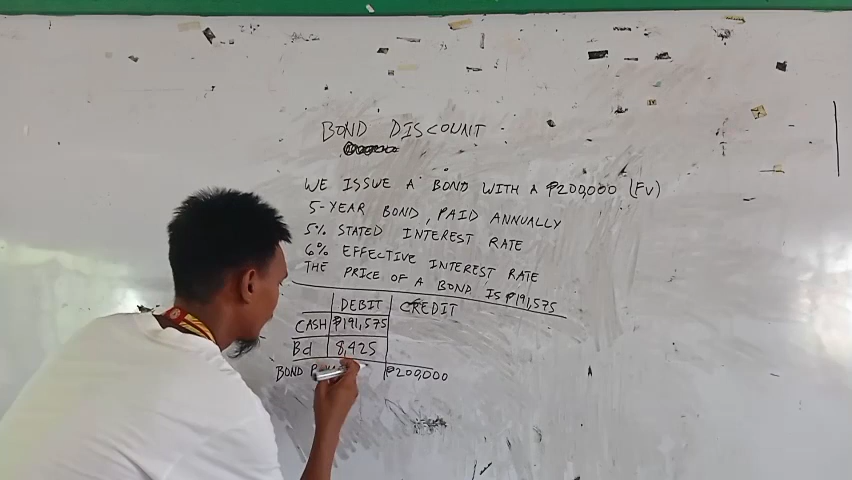 BOND DISCOUNT
WE ISSUE A BOND WITH A ₱200,000 (FV)
5-YEAR BOND, PAID ANNUALLY
5% STATED INTEREST RATE
6% EFFECTIVE INTEREST RATE
THE PRICE OF A BOND IS ₱191,575
DEBIT CREDIT
CASH ₱191,575
Bd 8,425
BOND ₱200,000